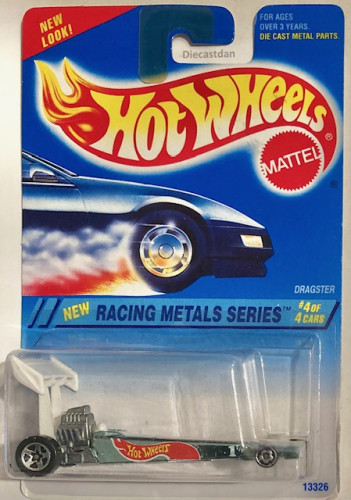 NEW
LOOK!
Diecastdan
FOR AGES
OVER 3 YEARS.
DIE CAST METAL PARTS.
HOT WHEELS
MATTEL
®
®
DRAGSTER
NEW RACING METALS SERIES™ #4 OF
4 CARS
Hot Wheels
1
13326